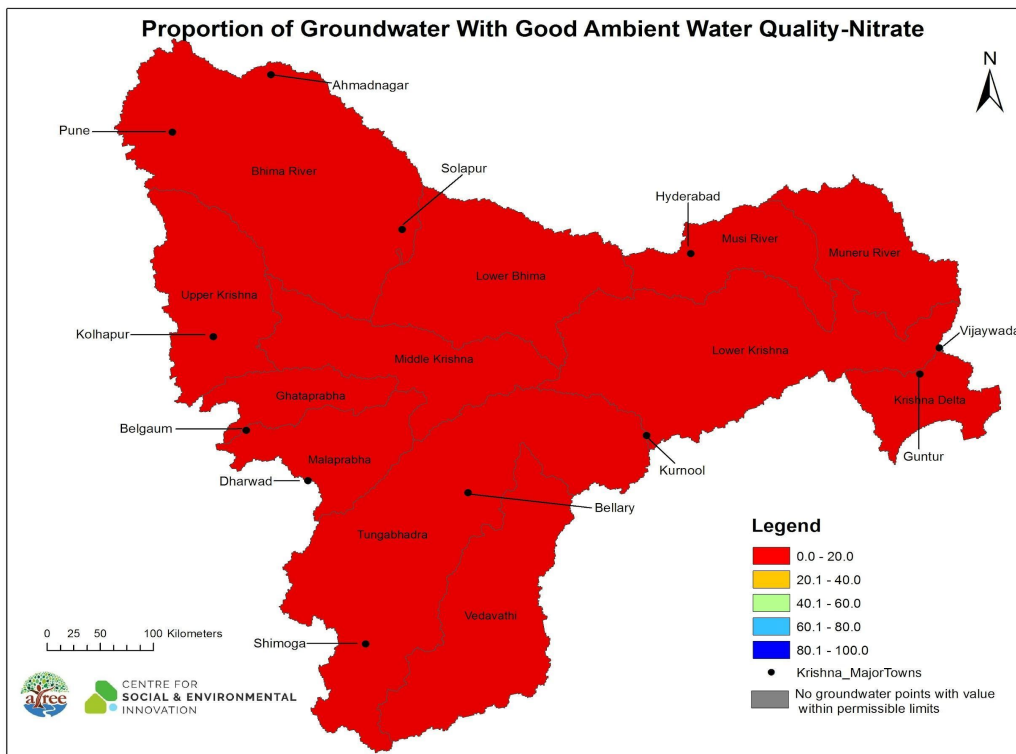 Proportion of Groundwater With Good Ambient Water Quality-Nitrate
N
Ahmadnagar
Pune
Bhima River
Solapur
Hyderabad
Musi River
Muneru River
Lower Bhima
Upper Krishna
Kolhapur
Vijaywada
Middle Krishna
Lower Krishna
Ghataprabha
Krishna Delta
Belgaum
Malaprabha
Guntur
Kurnool
Dharwad
Bellary
Tungabhadra
Vedavathi
Shimoga
Legend
0.0 - 20.0
20.1 - 40.0
40.1 - 60.0
60.1 - 80.0
80.1 - 100.0
Krishna_MajorTowns
No groundwater points with value
within permissible limits
0 25 50 100 Kilometers
atree
CENTRE FOR
SOCIAL & ENVIRONMENTAL
INNOVATION